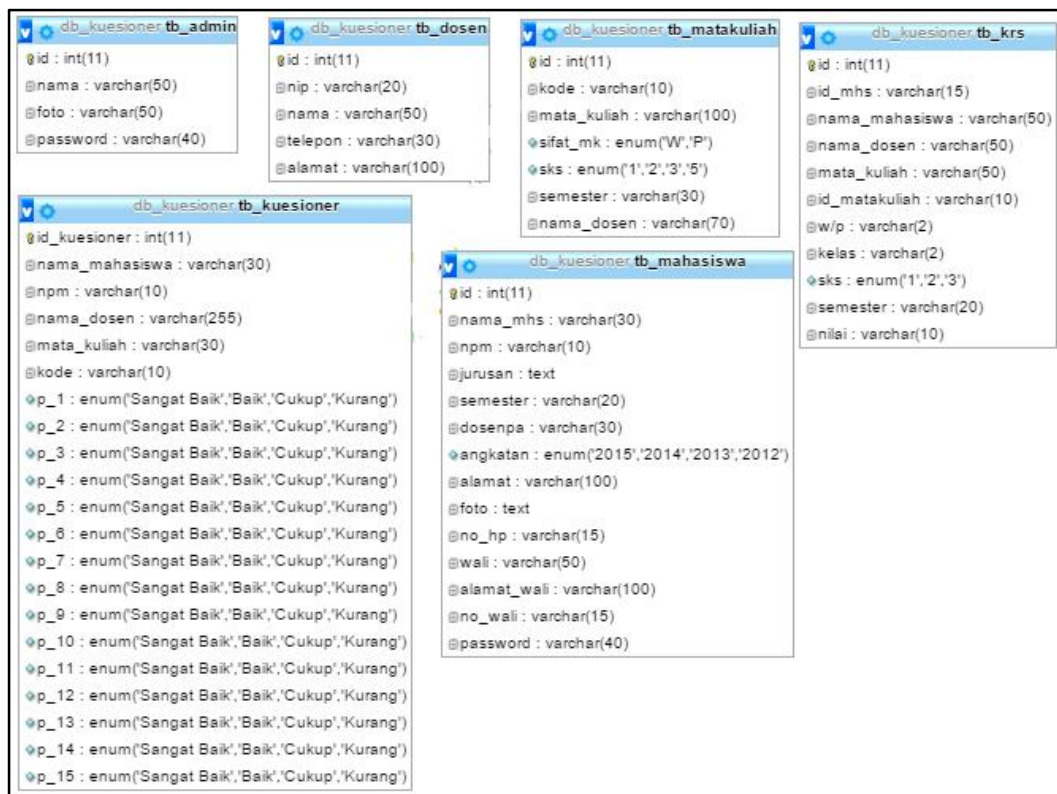 db_kuesioner tb_admin
id : int(11)
nama : varchar(50)
foto : varchar(50)
password : varchar(40)
db_kuesioner tb_dosen
id : int(11)
nip : varchar(20)
nama : varchar(50)
telepon : varchar(30)
alamat : varchar(100)
db_kuesioner tb_matakuliah
id : int(11)
kode : varchar(10)
mata_kuliah : varchar(100)
sifat_mk : enum('W','P')
sks : enum('1','2','3','5')
semester : varchar(30)
nama_dosen : varchar(70)
db_kuesioner tb_krs
id : int(11)
id_mhs : varchar(15)
nama_mahasiswa : varchar(50)
nama_dosen : varchar(50)
mata_kuliah : varchar(50)
id_matakuliah : varchar(10)
w/p : varchar(2)
kelas : varchar(2)
sks : enum('1','2','3')
semester : varchar(20)
nilai : varchar(10)
db_kuesioner tb_kuesioner
id_kuesioner : int(11)
nama_mahasiswa : varchar(30)
npm : varchar(10)
nama_dosen : varchar(255)
mata_kuliah : varchar(30)
kode : varchar(10)
p_1 : enum('Sangat Baik','Baik','Cukup','Kurang')
p_2 : enum('Sangat Baik','Baik','Cukup','Kurang')
p_3 : enum('Sangat Baik','Baik','Cukup','Kurang')
p_4 : enum('Sangat Baik','Baik','Cukup','Kurang')
p_5 : enum('Sangat Baik','Baik','Cukup','Kurang')
p_6 : enum('Sangat Baik','Baik','Cukup','Kurang')
p_7 : enum('Sangat Baik','Baik','Cukup','Kurang')
p_8 : enum('Sangat Baik','Baik','Cukup','Kurang')
p_9 : enum('Sangat Baik','Baik','Cukup','Kurang')
p_10 : enum('Sangat Baik','Baik','Cukup','Kurang')
p_11 : enum('Sangat Baik','Baik','Cukup','Kurang')
p_12 : enum('Sangat Baik','Baik','Cukup','Kurang')
p_13 : enum('Sangat Baik','Baik','Cukup','Kurang')
p_14 : enum('Sangat Baik','Baik','Cukup','Kurang')
p_15 : enum('Sangat Baik','Baik','Cukup','Kurang')
db_kuesioner tb_mahasiswa
id : int(11)
nama_mhs : varchar(30)
npm : varchar(10)
jurusan : text
semester : varchar(20)
dosenpa : varchar(30)
angkatan : enum('2015','2014','2013','2012')
alamat : varchar(100)
foto : text
no_hp : varchar(15)
wali : varchar(50)
alamat_wali : varchar(100)
no_wali : varchar(15)
password : varchar(40)